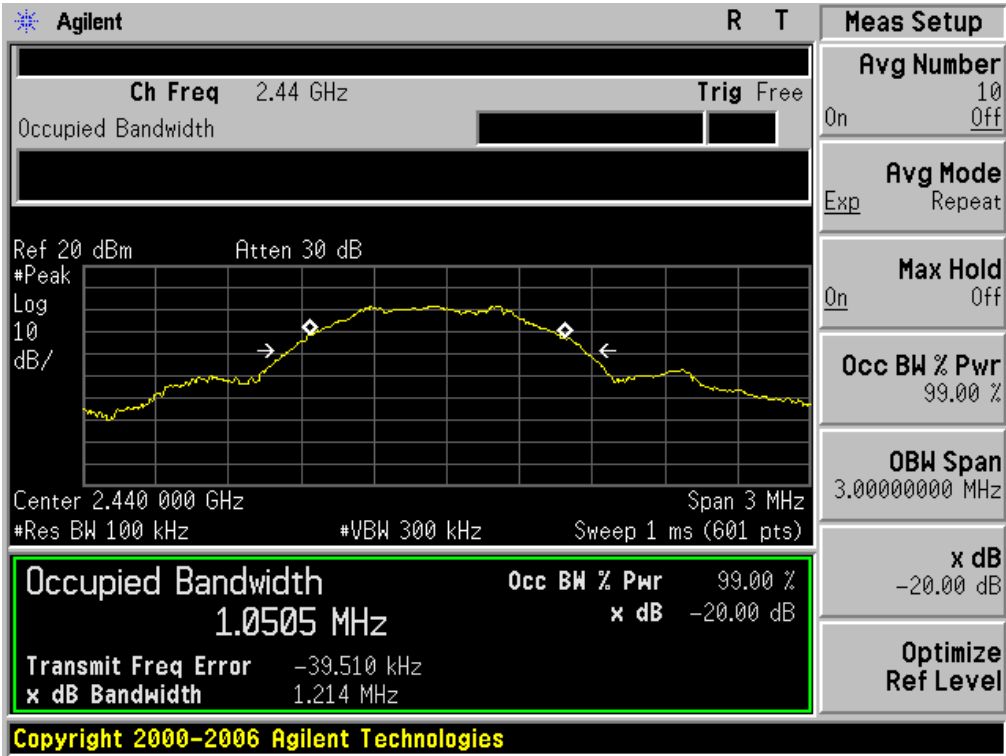 Agilent R T
Ch Freq 2.44 GHz Trig Free
Occupied Bandwidth
Ref 20 dBm Atten 30 dB
#Peak
Log
10
dB/
Center 2.440 000 GHz Span 3 MHz
#Res BW 100 kHz #VBW 300 kHz Sweep 1 ms (601 pts)
Occupied Bandwidth
1.0505 MHz
Occ BW % Pwr 99.00 %
x dB -20.00 dB
Transmit Freq Error -39.510 kHz
x dB Bandwidth 1.214 MHz
Copyright 2000-2006 Agilent Technologies
Meas Setup
Avg Number
10
On Off
Avg Mode
Exp Repeat
Max Hold
On Off
Occ BW % Pwr
99.00 %
OBW Span
3.00000000 MHz
x dB
-20.00 dB
Optimize
Ref Level